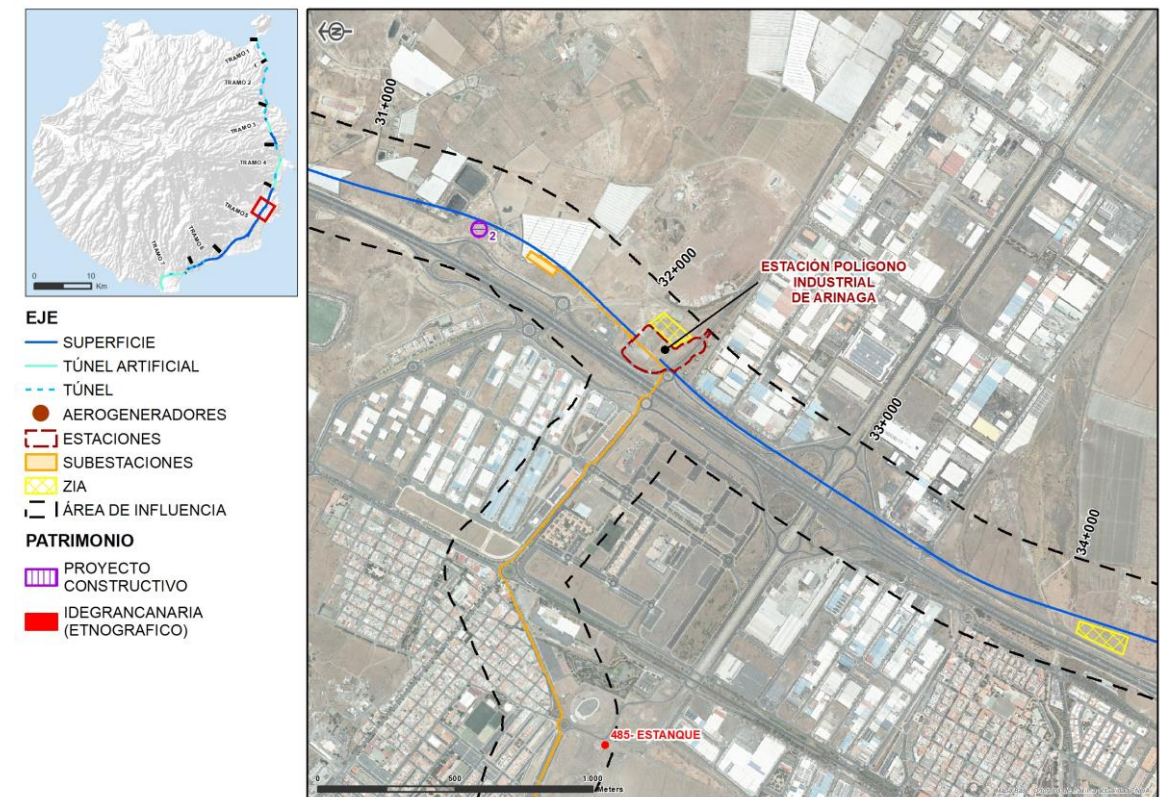 TRAMO 1
TRAMO 2
TRAMO 3
TRAMO 4
TRAMO 5
TRAMO 6
TRAMO 7
0 10
Km
EJE
SUPERFICIE
TÚNEL ARTIFICIAL
TÚNEL
AEROGENERADORES
ESTACIONES
SUBESTACIONES
ZIA
ÁREA DE INFLUENCIA
PATRIMONIO
PROYECTO
CONSTRUCTIVO
IDEGRANCANARIA
(ETNOGRAFICO)
N
31+000
2
32+000
ESTACIÓN POLÍGONO
INDUSTRIAL
DE ARINAGA
33+000
34+000
485- ESTANQUE
0 500 1.000
Meters